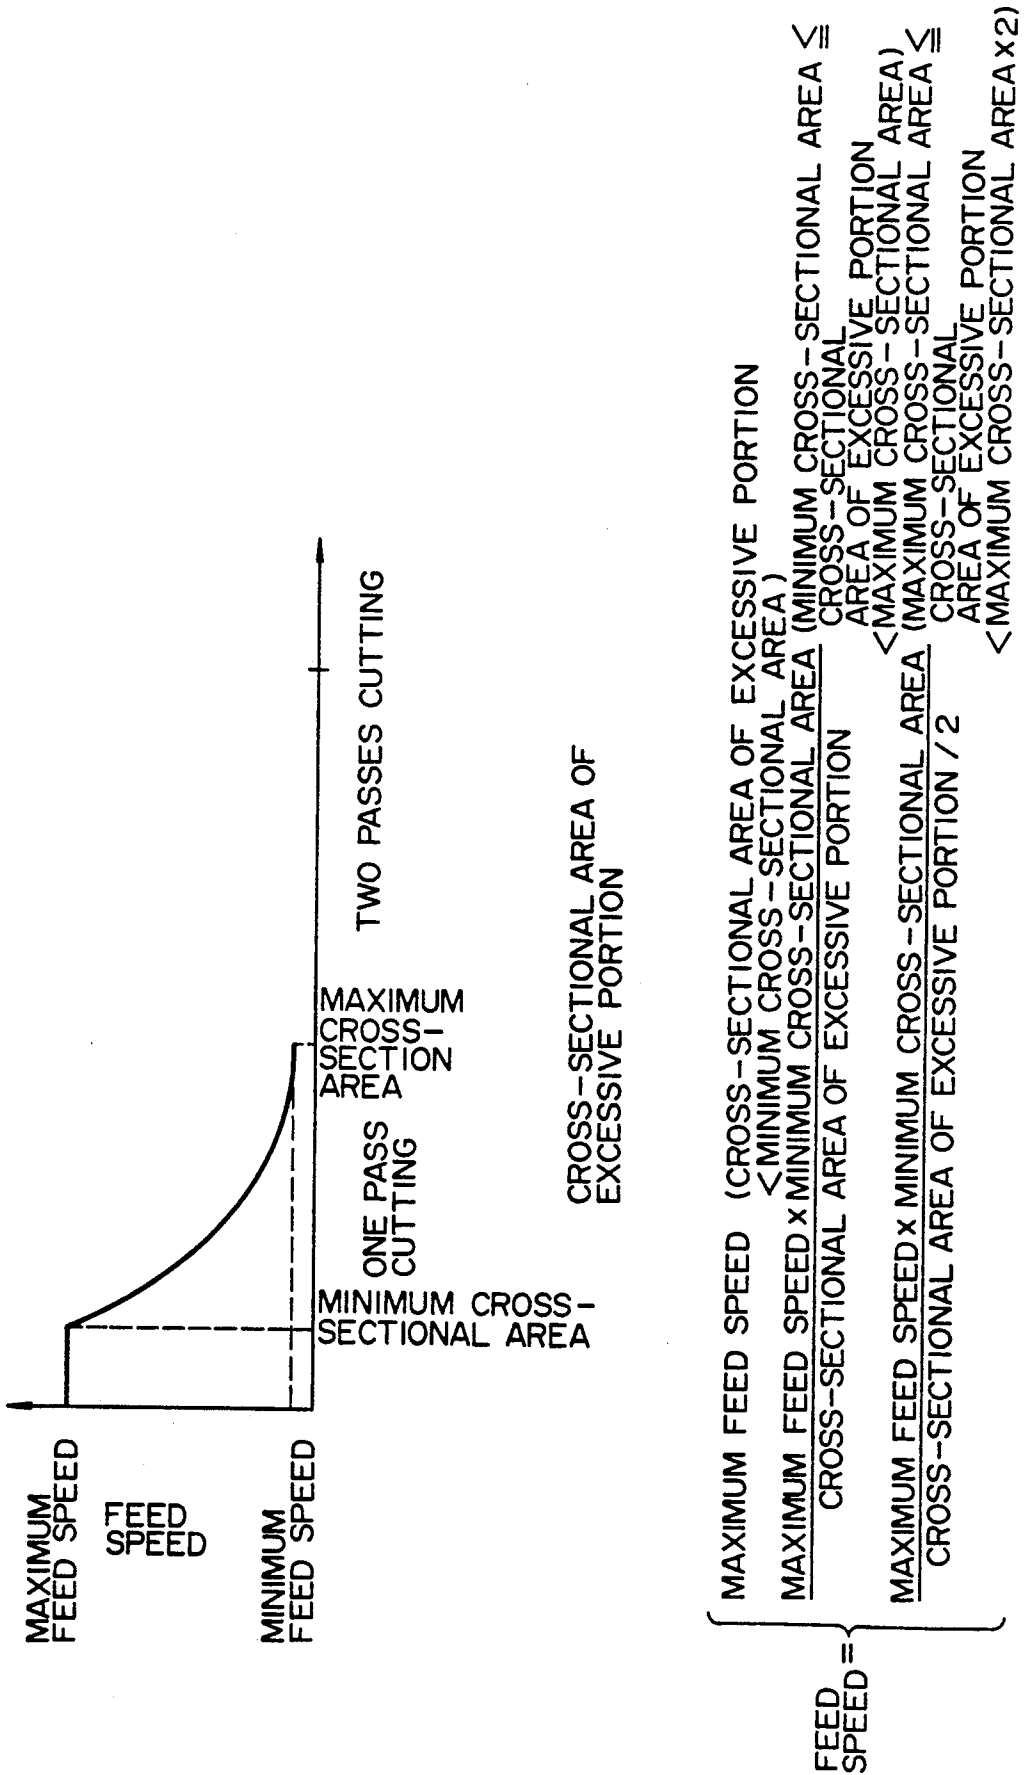 MAXIMUM
FEED SPEED
FEED
SPEED
MINIMUM
FEED SPEED
MINIMUM CROSS-
SECTIONAL AREA
ONE PASS
CUTTING
MAXIMUM
CROSS-
SECTION
AREA
TWO PASSES CUTTING
CROSS-SECTIONAL AREA OF
EXCESSIVE PORTION
FEED
SPEED =
MAXIMUM FEED SPEED (CROSS-SECTIONAL AREA OF EXCESSIVE PORTION
<MINIMUM CROSS-SECTIONAL AREA)
MAXIMUM FEED SPEED x MINIMUM CROSS-SECTIONAL AREA
CROSS-SECTIONAL AREA OF EXCESSIVE PORTION
(MINIMUM CROSS-SECTIONAL AREA ≦
CROSS-SECTIONAL
AREA OF EXCESSIVE PORTION
<MAXIMUM CROSS-SECTIONAL AREA)
MAXIMUM FEED SPEED x MINIMUM CROSS-SECTIONAL AREA
CROSS-SECTIONAL AREA OF EXCESSIVE PORTION / 2
(MAXIMUM CROSS-SECTIONAL AREA ≦
CROSS-SECTIONAL
AREA OF EXCESSIVE PORTION
<MAXIMUM CROSS-SECTIONAL AREA x 2)